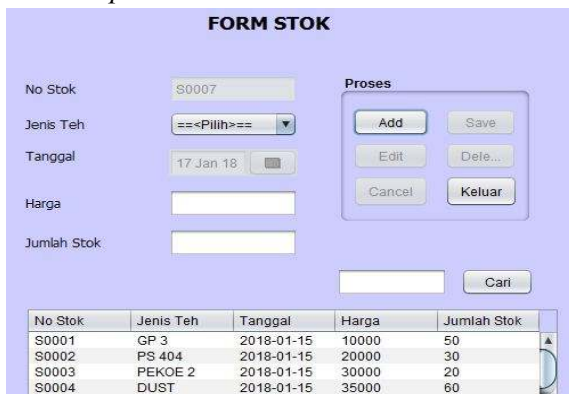 FORM STOK
No Stok S0007
Proses
Jenis Teh ==<Pilih>== Add Save
Tanggal 17 Jan 18 Edit Dele...
Harga Cancel Keluar
Jumlah Stok
Cari
No Stok Jenis Teh Tanggal Harga Jumlah Stok
S0001 GP 3 2018-01-15 10000 50
S0002 PS 404 2018-01-15 20000 30
S0003 PEKOE 2 2018-01-15 30000 20
S0004 DUST 2018-01-15 35000 60